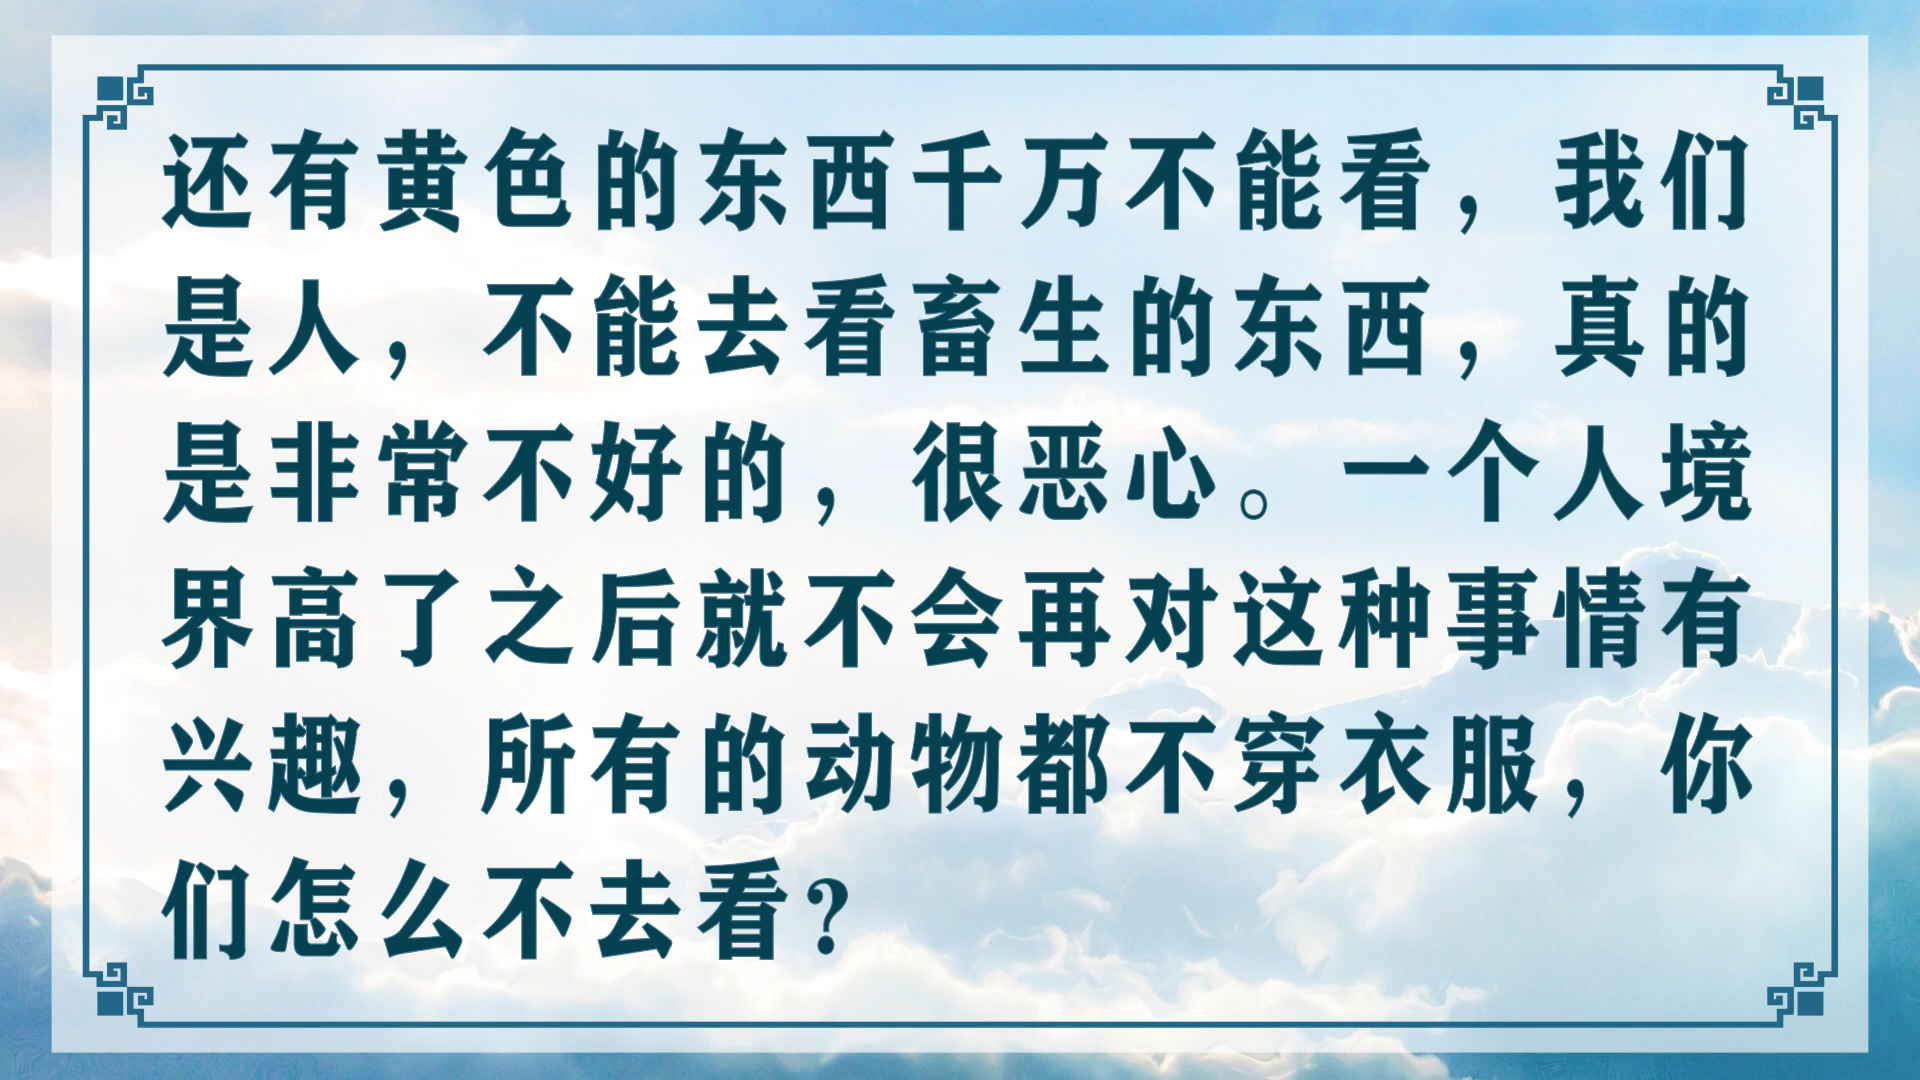 还有黄色的东西千万不能看，我们
是人，不能去看畜生的东西，真的
是非常不好的，很恶心。一个人境
界高了之后就不会再对这种事情有
兴趣，所有的动物都不穿衣服，你
们怎么不去看?